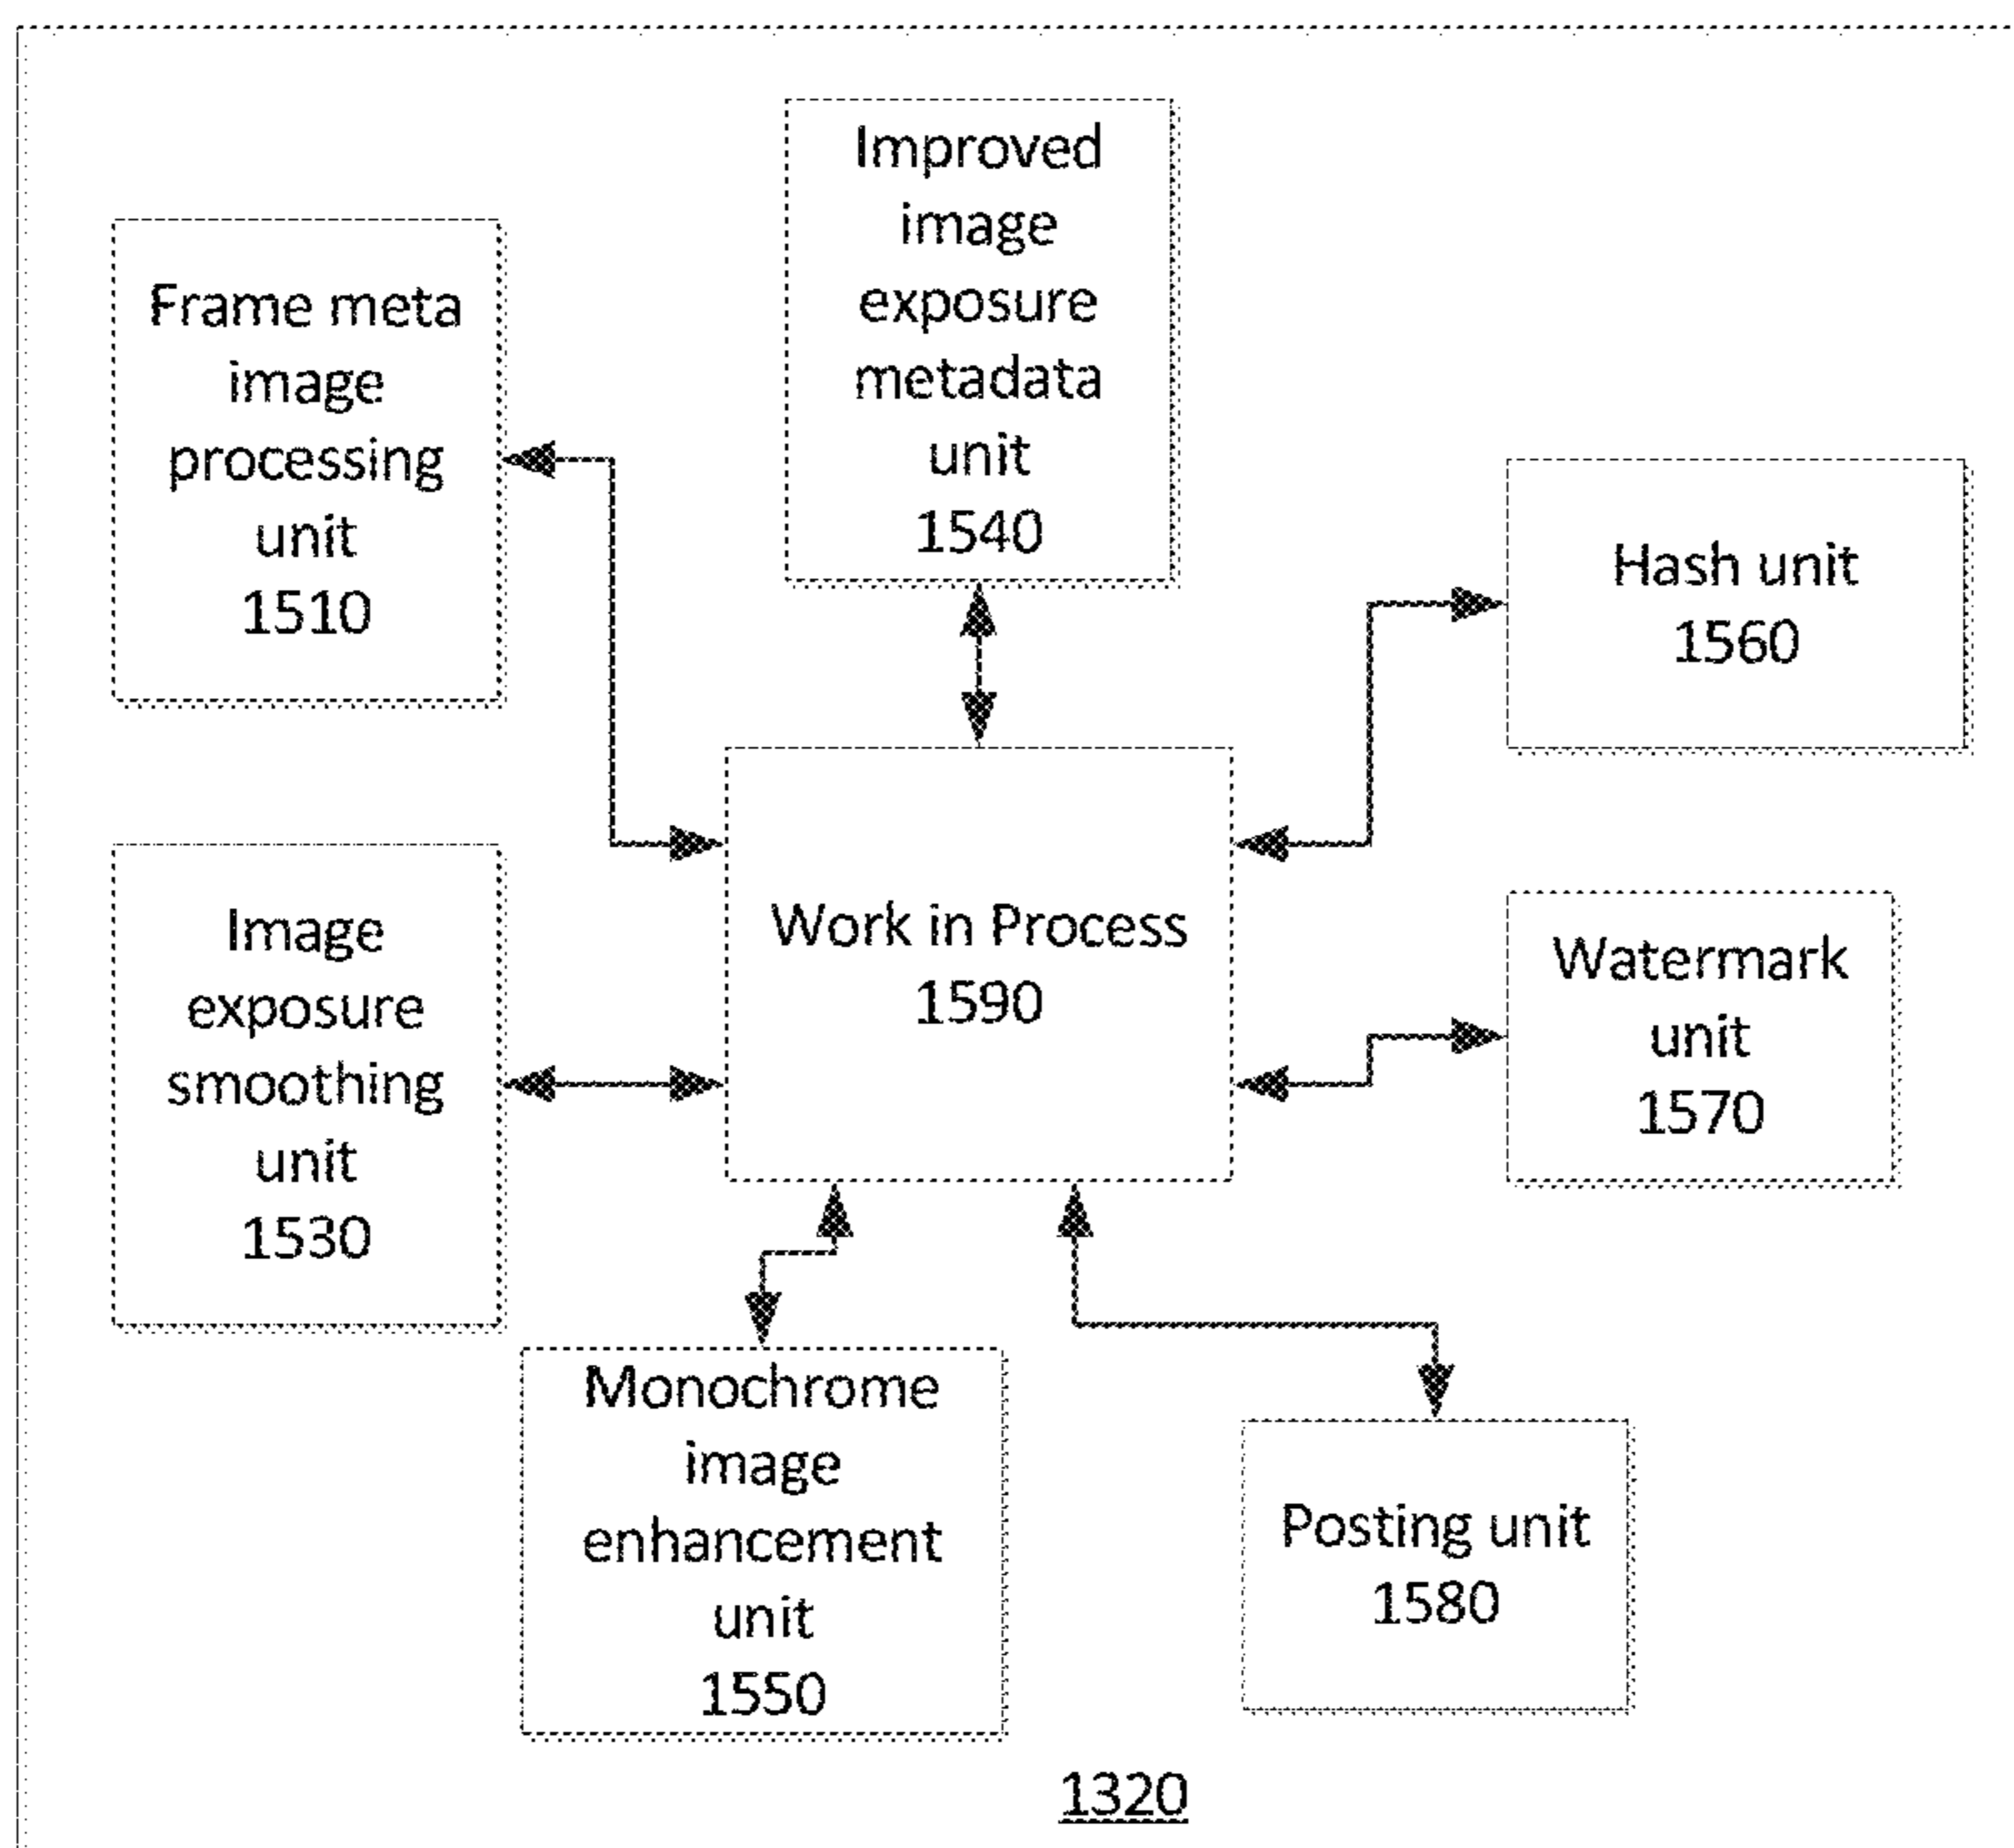 Improved
image
exposure
metadata
unit
1540
Frame meta
image
processing
unit
1510
Hash unit
1560
Work in Process
1590
Image
exposure
smoothing
unit
1530
Watermark
unit
1570
Monochrome
image
enhancement
unit
1550
Posting unit
1580
1320